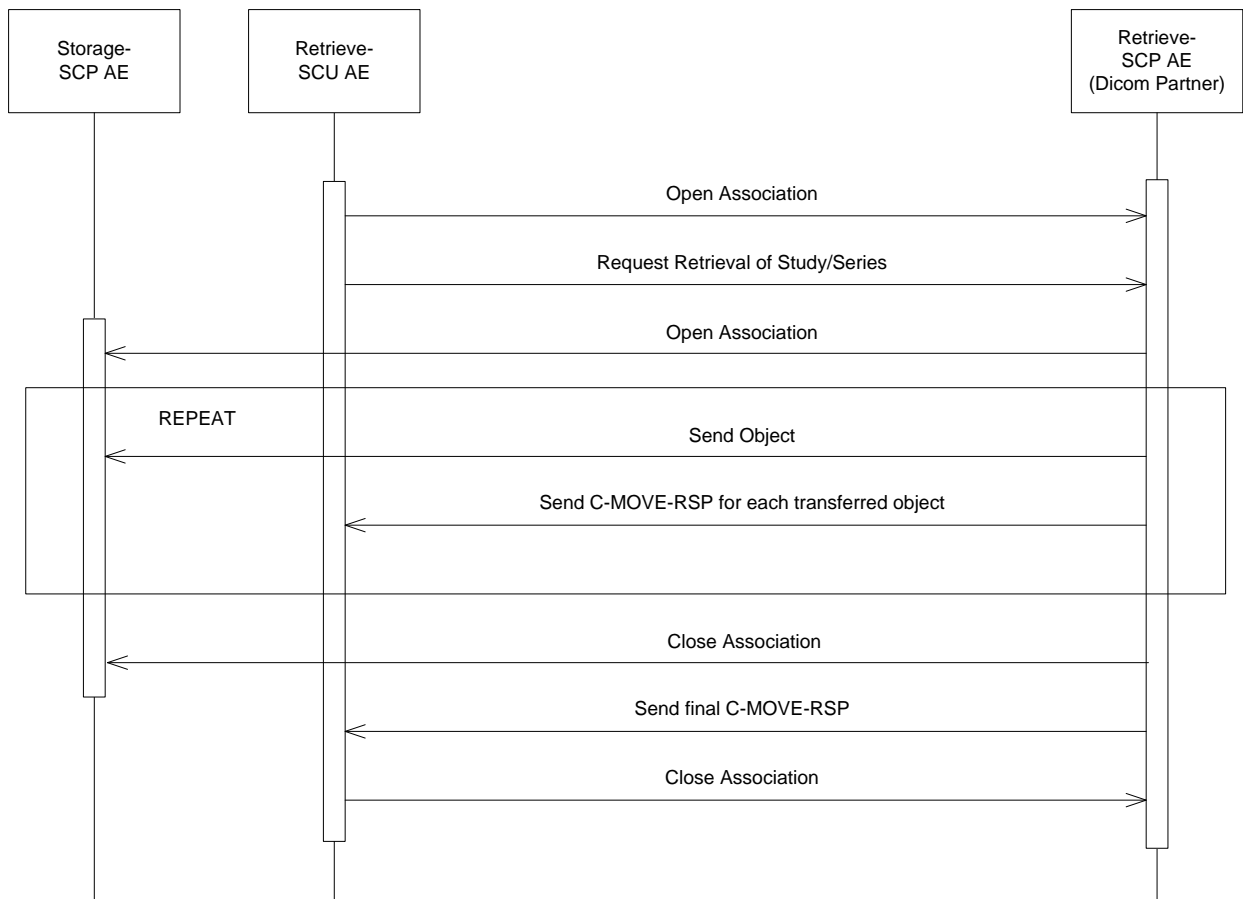 Storage-
SCP AE
Retrieve-
SCU AE
Retrieve-
SCP AE
(Dicom Partner)
Open Association
Request Retrieval of Study/Series
Open Association
REPEAT
Send Object
Send C-MOVE-RSP for each transferred object
Close Association
Send final C-MOVE-RSP
Close Association